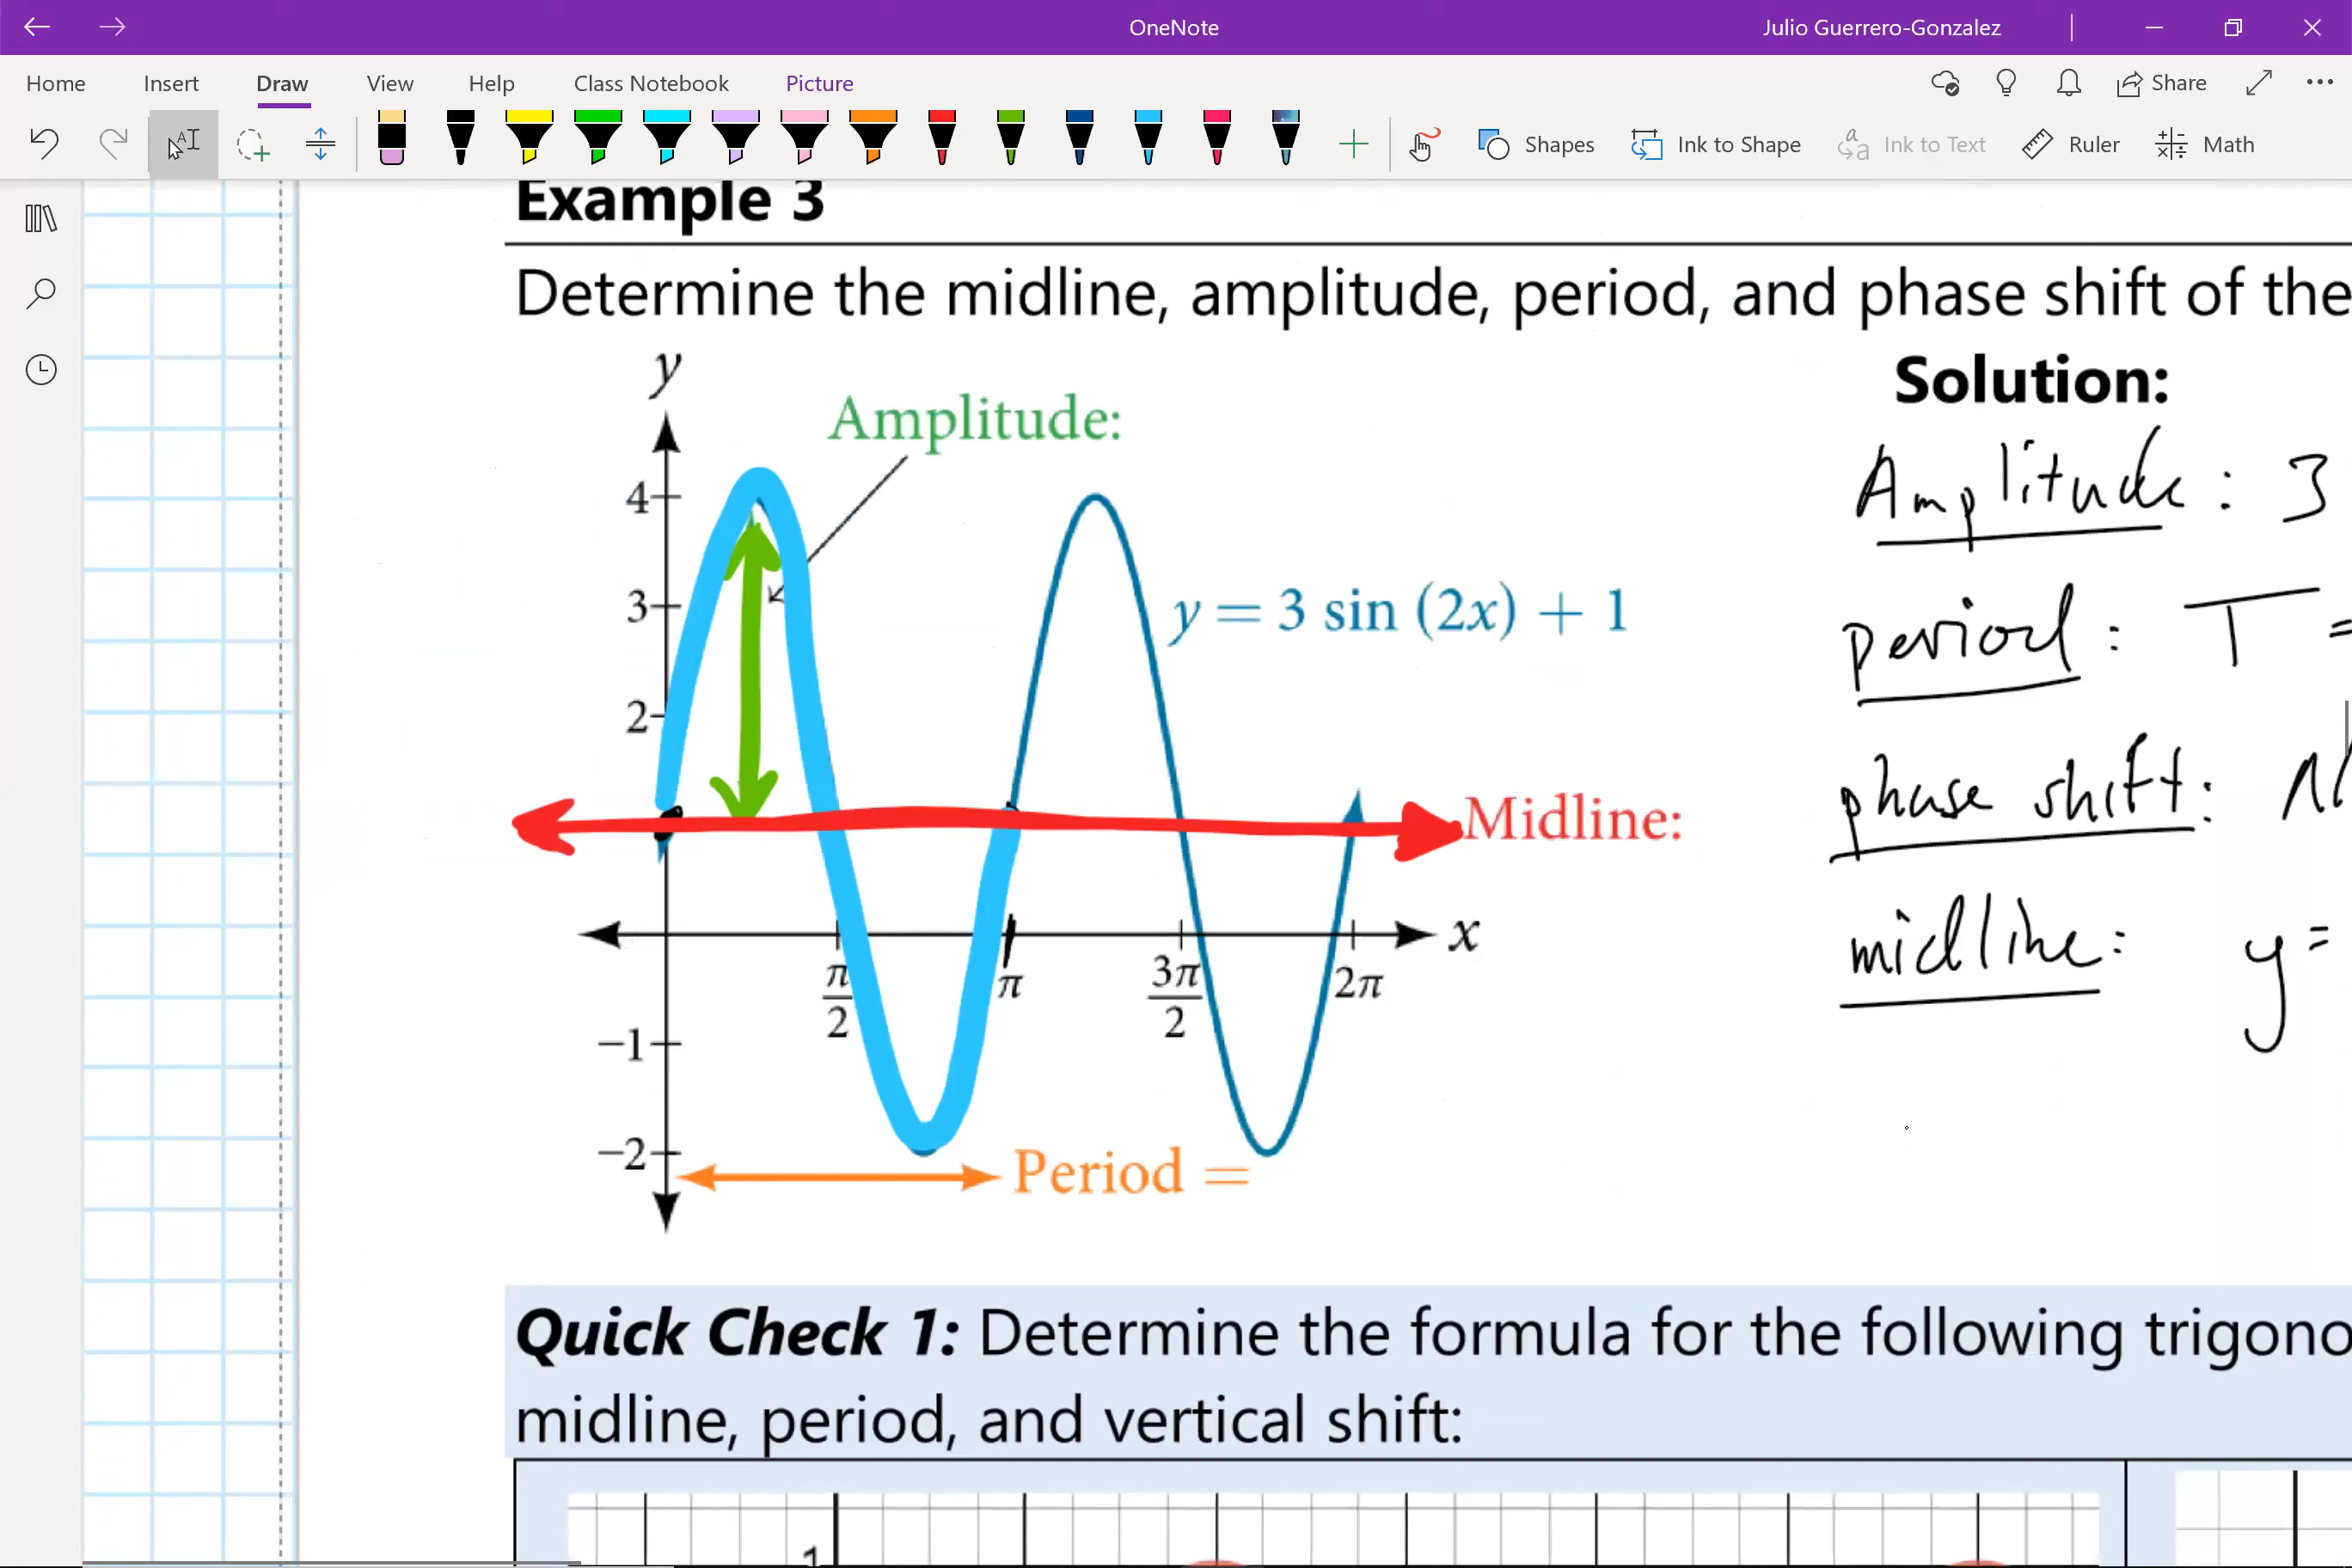 OneNote
Julio Guerrero-Gonzalez
Home Insert Draw View Help Class Notebook Picture
Share
Shapes Ink to Shape Ink to Text Ruler Math
Example 3
Determine the midline, amplitude, period, and phase shift of the
y
Amplitude:
Solution:
Amplitude: 3
4
3
y = 3 sin (2x) + 1
period: T =
2
phase shift:
Midline:
midline: y =
x
π/2 π 3π/2 2π
−1
−2
Period =
Quick Check 1: Determine the formula for the following trigono
midline, period, and vertical shift:
1